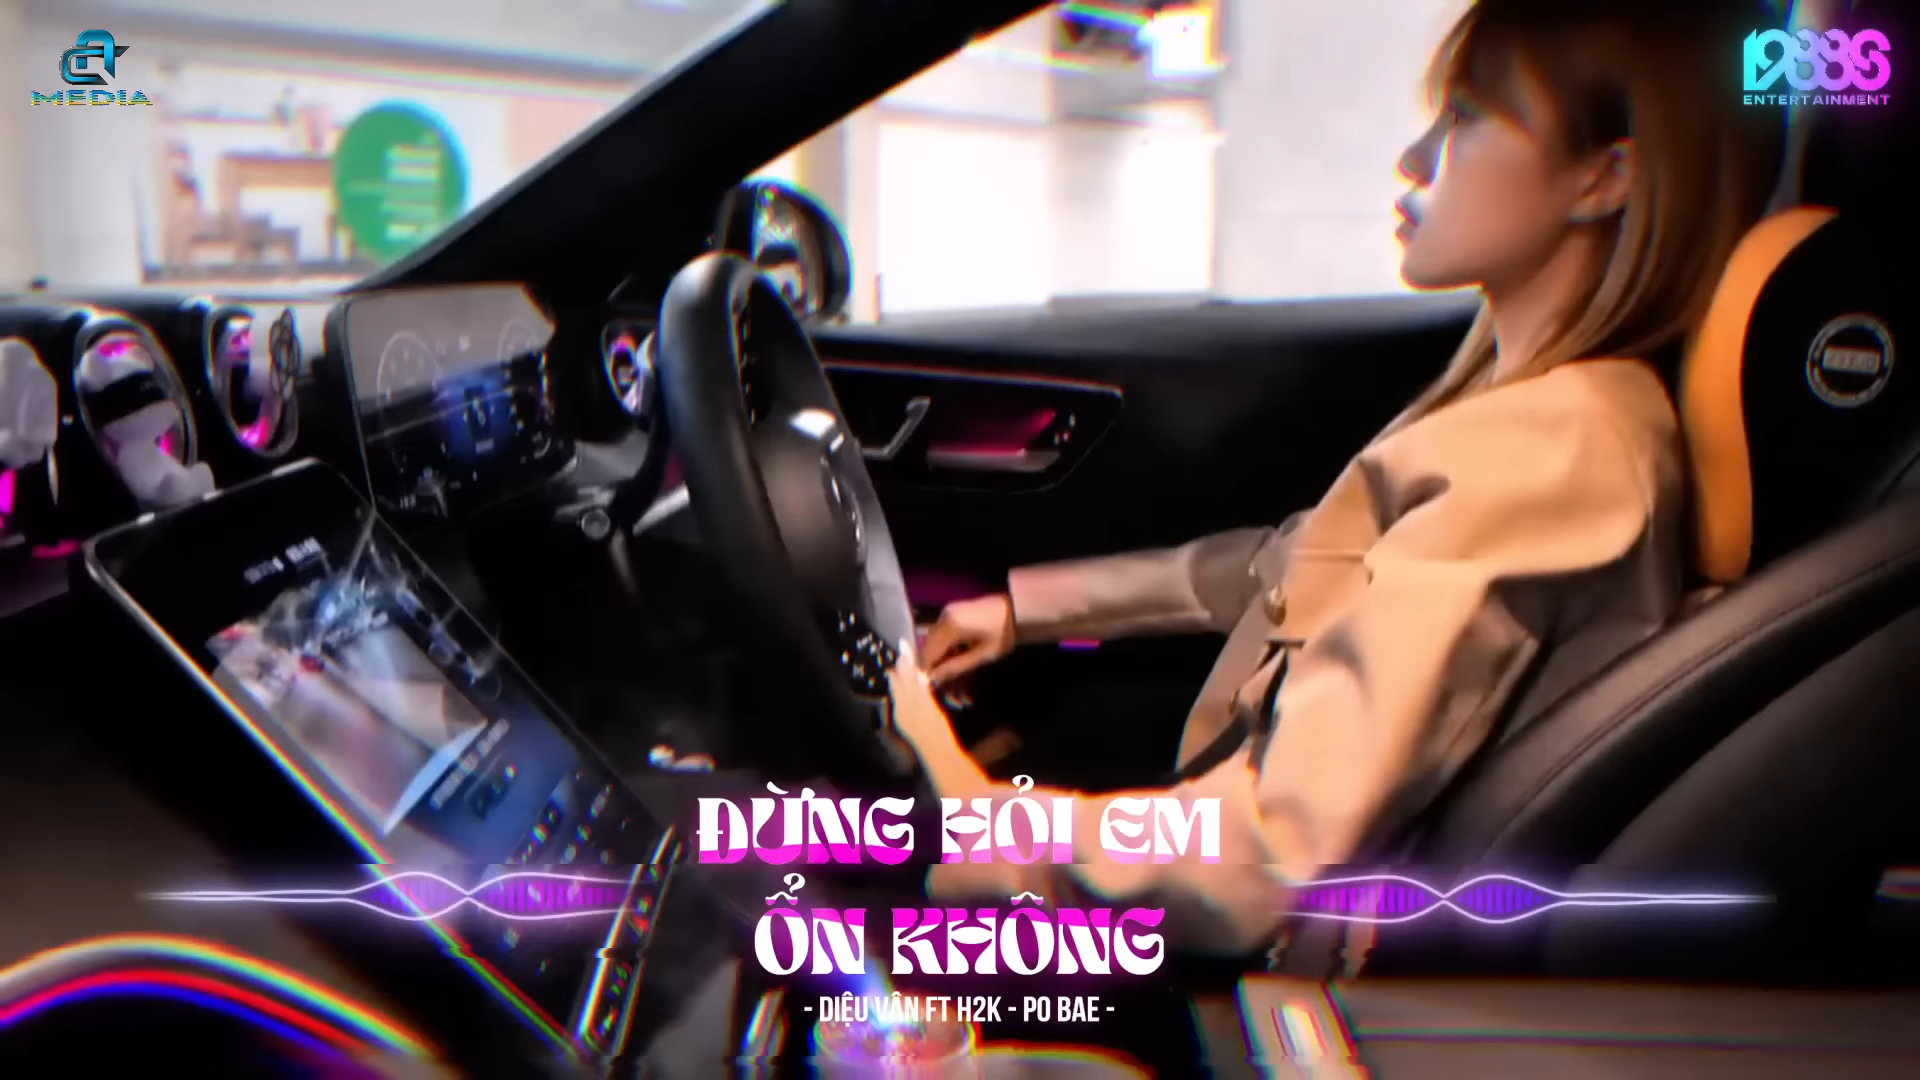 MEDIA
1988S
ENTERTAINMENT
ĐỪNG HỎI EM
ỔN KHÔNG
- DIỆU VÂN FT H2K - PO BAE -